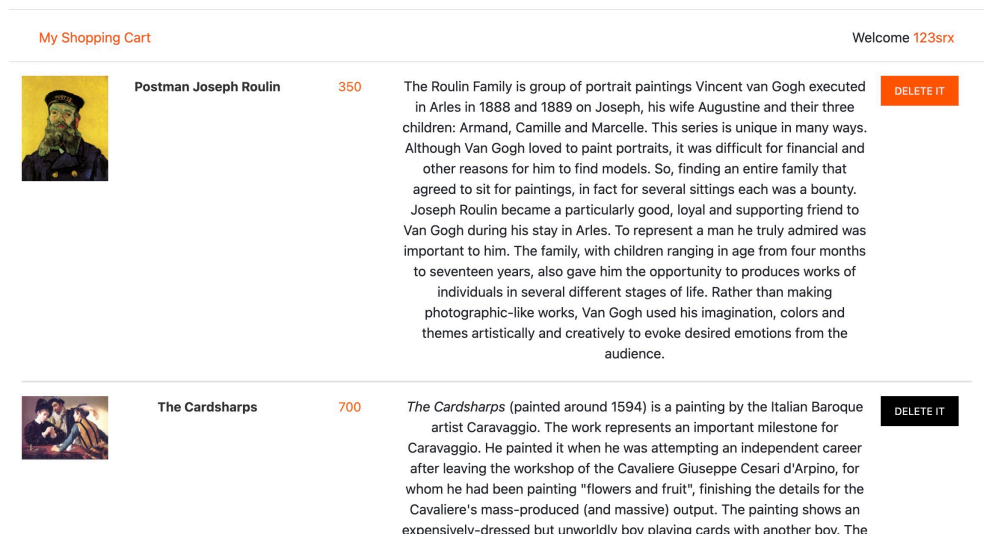 My Shopping Cart
Welcome 123srx
Postman Joseph Roulin
350
The Roulin Family is group of portrait paintings Vincent van Gogh executed
in Arles in 1888 and 1889 on Joseph, his wife Augustine and their three
children: Armand, Camille and Marcelle. This series is unique in many ways.
Although Van Gogh loved to paint portraits, it was difficult for financial and
other reasons for him to find models. So, finding an entire family that
agreed to sit for paintings, in fact for several sittings each was a bounty.
Joseph Roulin became a particularly good, loyal and supporting friend to
Van Gogh during his stay in Arles. To represent a man he truly admired was
important to him. The family, with children ranging in age from four months
to seventeen years, also gave him the opportunity to produces works of
individuals in several different stages of life. Rather than making
photographic-like works, Van Gogh used his imagination, colors and
themes artistically and creatively to evoke desired emotions from the
audience.
DELETE IT
The Cardsharps
700
The Cardsharps (painted around 1594) is a painting by the Italian Baroque
artist Caravaggio. The work represents an important milestone for
Caravaggio. He painted it when he was attempting an independent career
after leaving the workshop of the Cavaliere Giuseppe Cesari d'Arpino, for
whom he had been painting "flowers and fruit", finishing the details for the
Cavaliere's mass-produced (and massive) output. The painting shows an
expensively-dressed but unworldly boy playing cards with another boy. The
DELETE IT